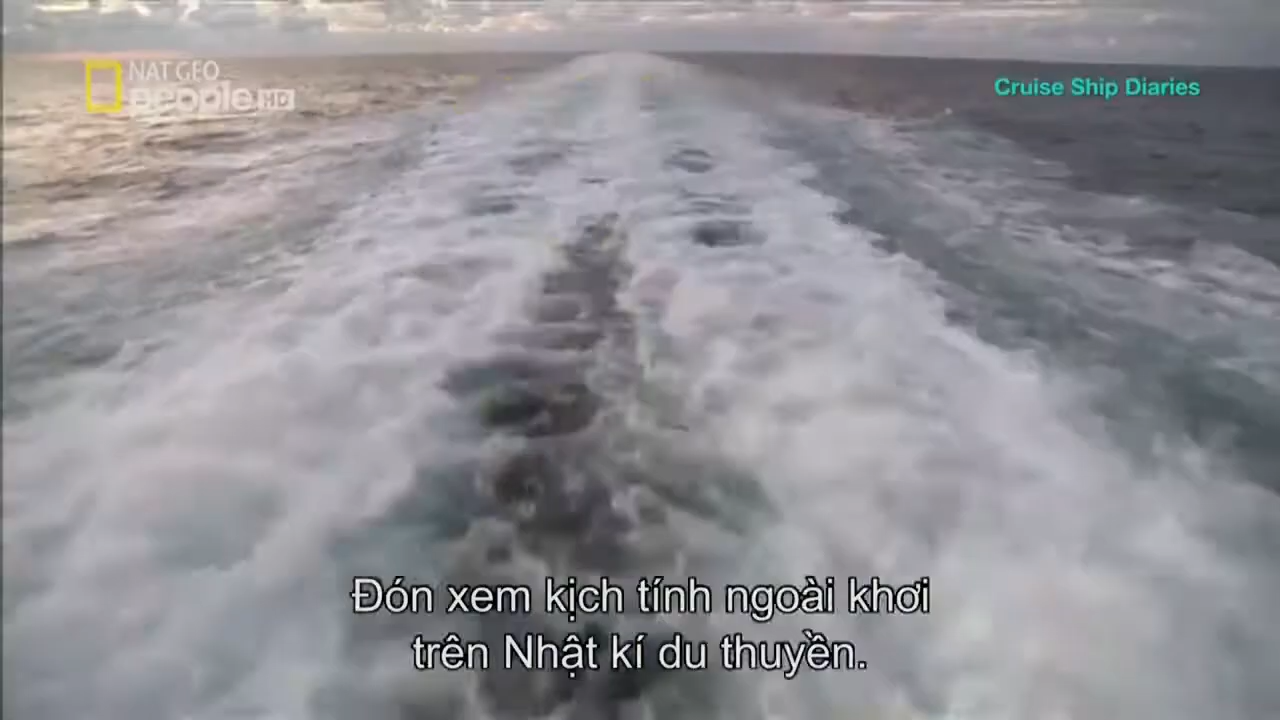 NAT GEO
people HD
Cruise Ship Diaries
Đón xem kịch tính ngoài khơi
trên Nhật kí du thuyền.